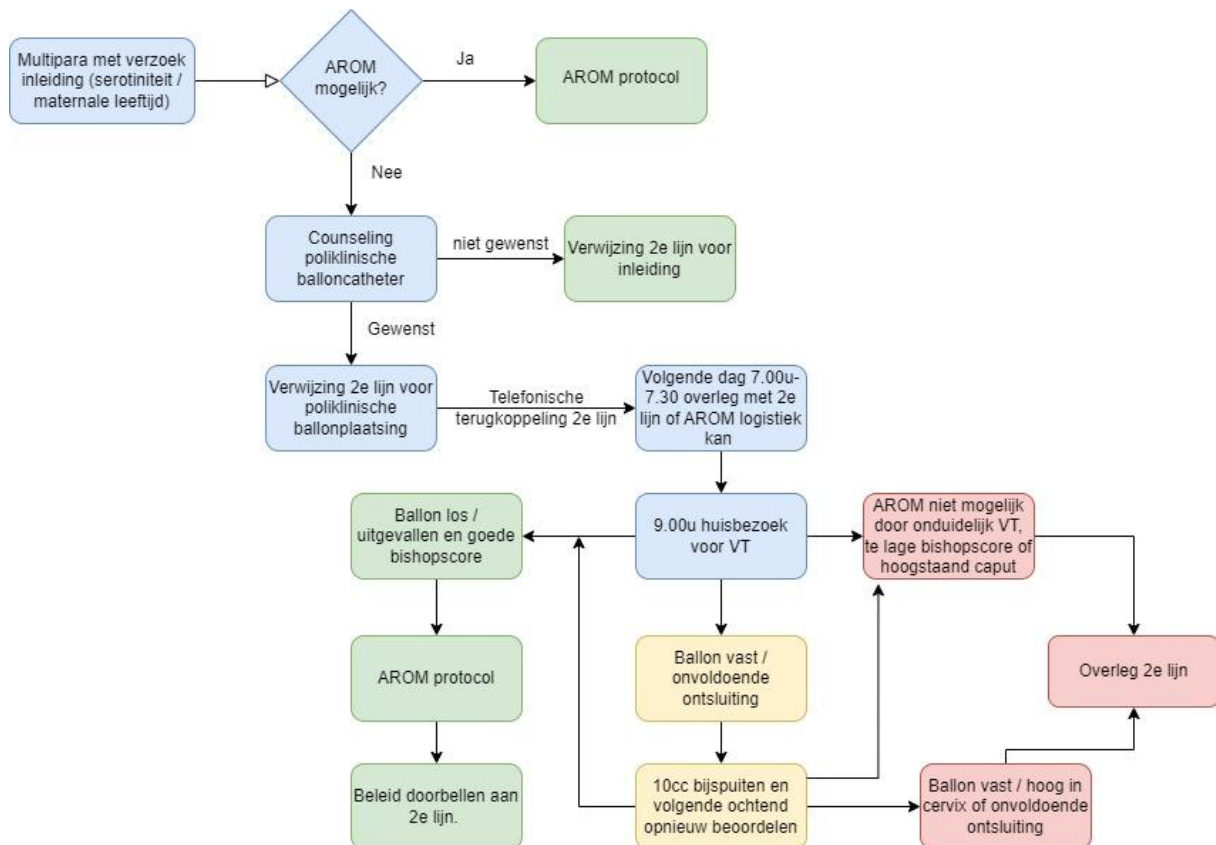 Multipara met verzoek
inleiding (serotiniteit /
maternale leeftijd)
AROM
mogelijk?
Ja
AROM protocol
Nee
Counseling
poliklinische
balloncatheter
niet gewenst
Verwijzing 2e lijn voor
inleiding
Gewenst
Verwijzing 2e lijn voor
poliklinische
ballonplaatsing
Telefonische
terugkoppeling 2e lijn
Volgende dag 7.00u-
7.30 overleg met 2e
lijn of AROM logistiek
kan
Ballon los /
uitgevallen en goede
bishopscore
9.00u huisbezoek
voor VT
AROM niet mogelijk
door onduidelijk VT,
te lage bishopscore of
hoogstaand caput
AROM protocol
Ballon vast /
onvoldoende
ontsluiting
Overleg 2e lijn
Beleid doorbellen aan
2e lijn.
10cc bijspuiten en
volgende ochtend
opnieuw beoordelen
Ballon vast / hoog in
cervix of onvoldoende
ontsluiting